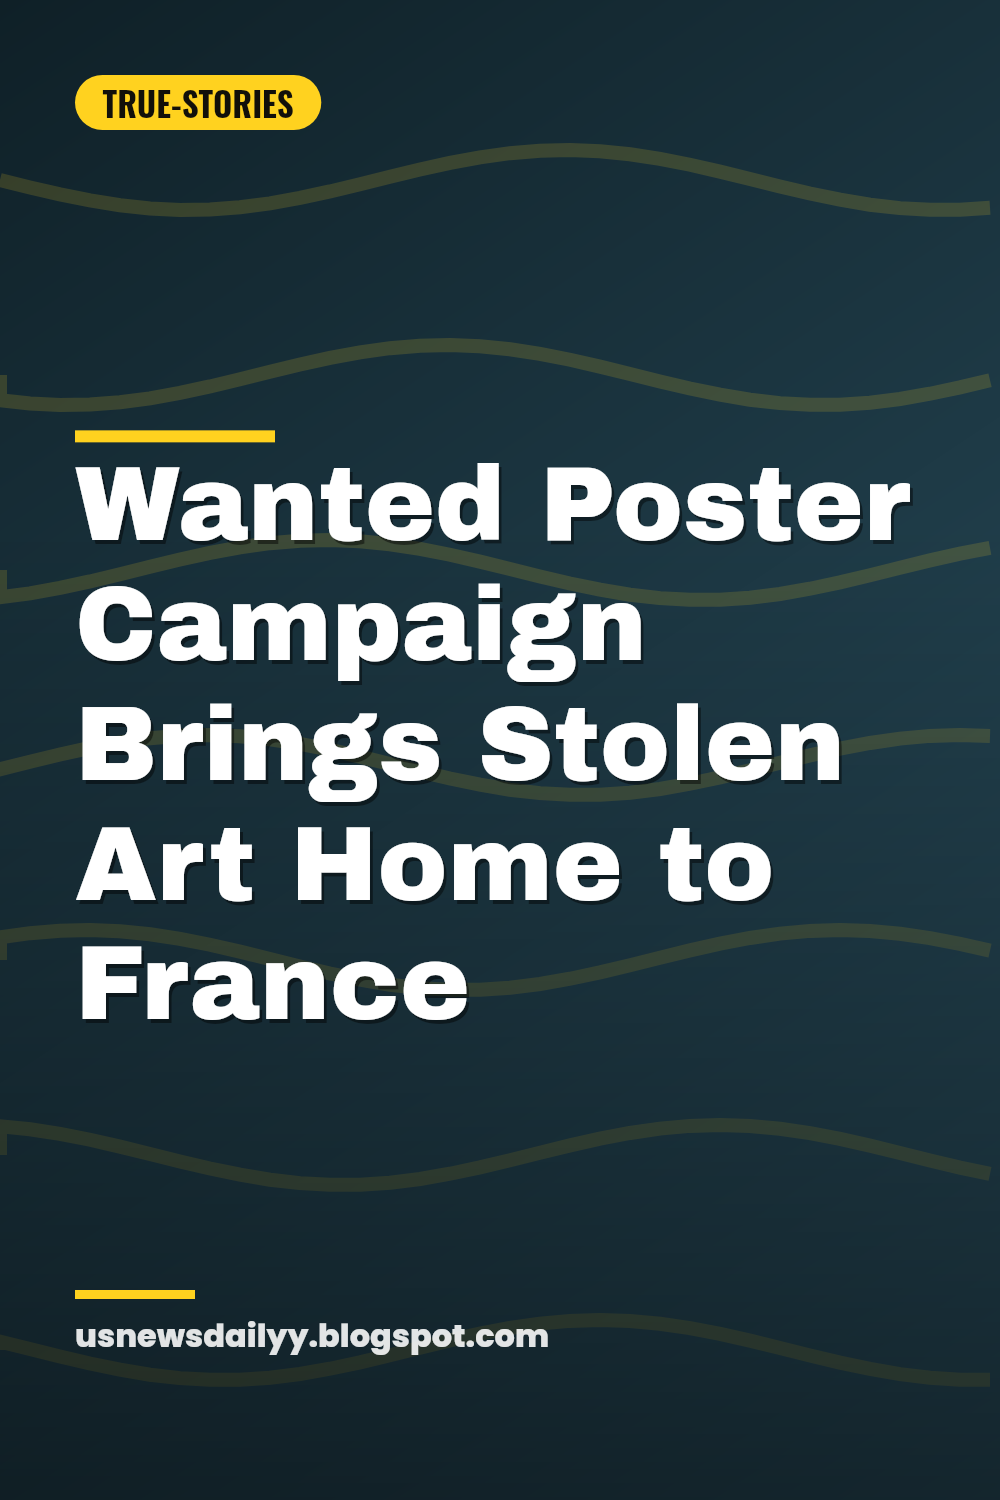 TRUE-STORIES
Wanted Poster
Campaign
Brings Stolen
Art Home to
France
usnewsdailyy.blogspot.com